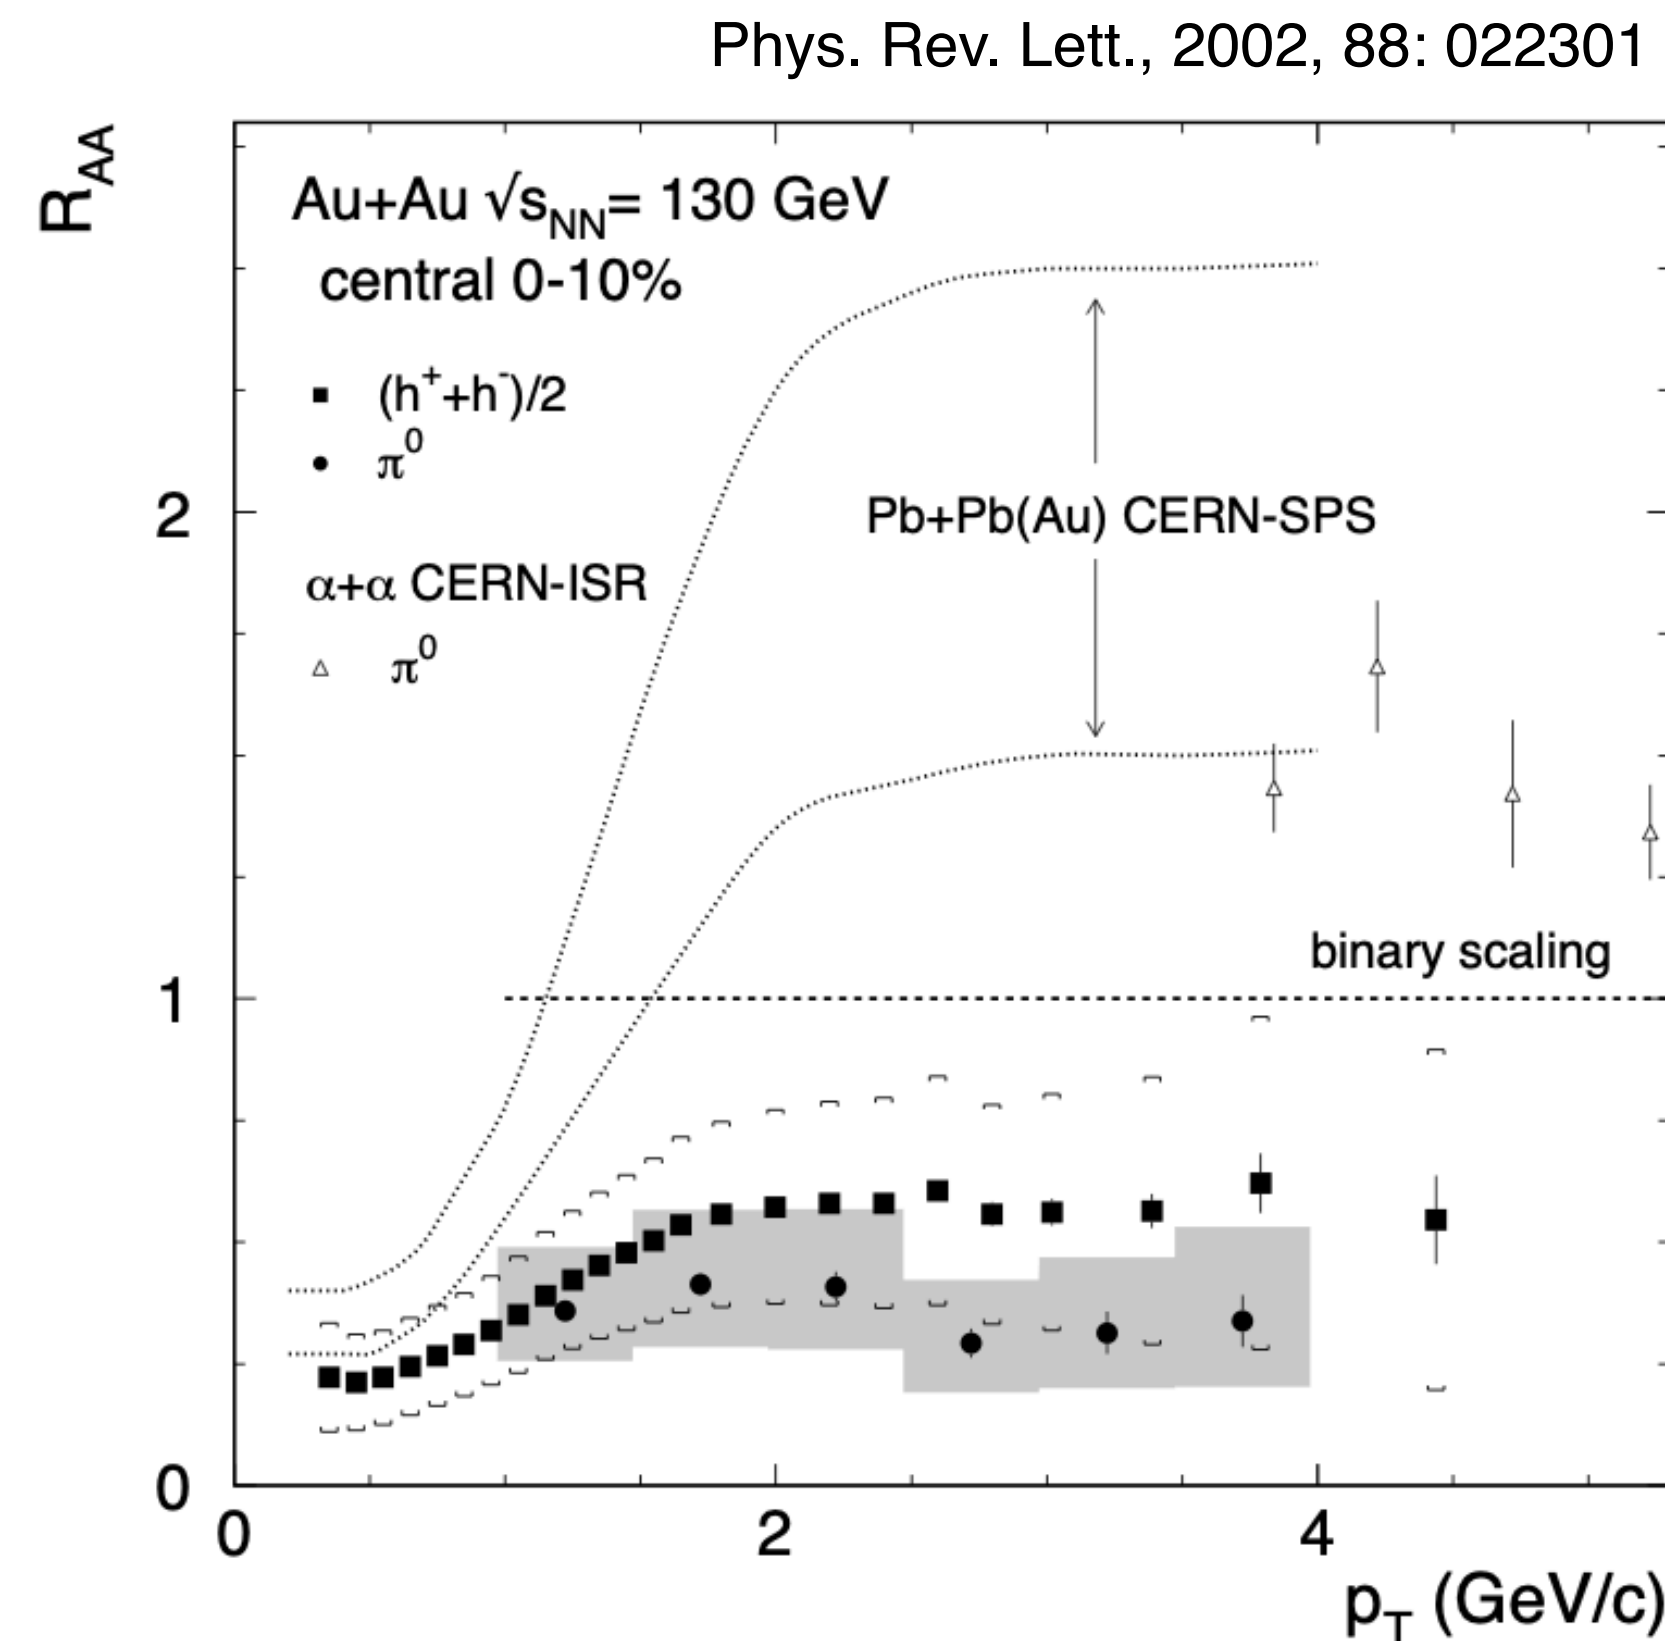 Phys. Rev. Lett., 2002, 88: 022301
R_AA
Au+Au √s_NN= 130 GeV
central 0-10%
(h⁺+h⁻)/2
π⁰
2
Pb+Pb(Au) CERN-SPS
α+α CERN-ISR
π⁰
binary scaling
1
0
0 2 4
p_T (GeV/c)